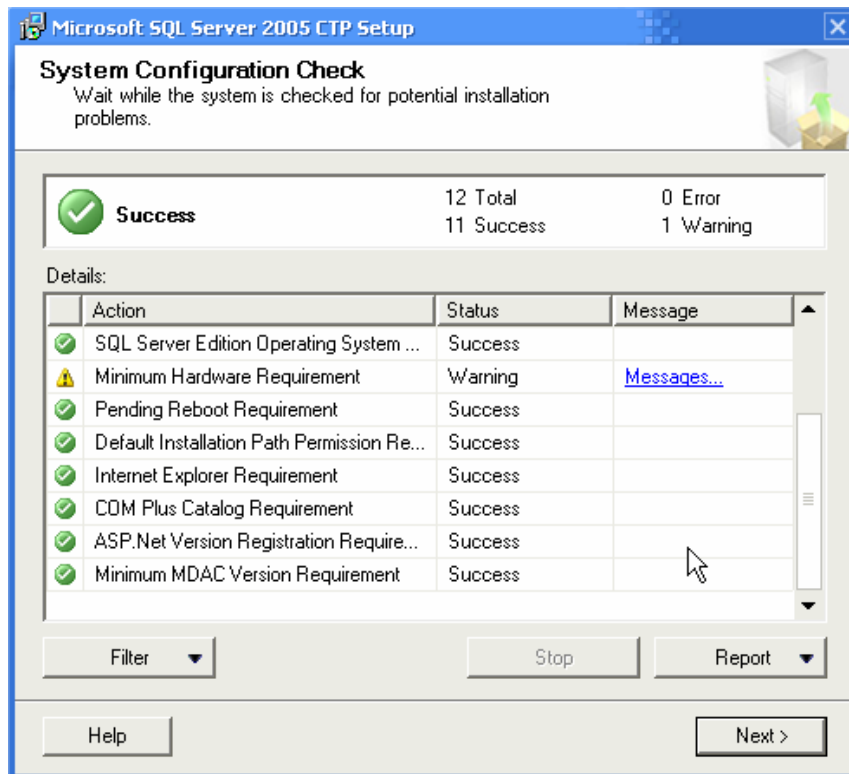 Microsoft SQL Server 2005 CTP Setup
System Configuration Check
Wait while the system is checked for potential installation
problems.
Success
12 Total
0 Error
11 Success
1 Warning
Details:
Action Status Message
SQL Server Edition Operating System ... Success
Minimum Hardware Requirement Warning Messages...
Pending Reboot Requirement Success
Default Installation Path Permission Re... Success
Internet Explorer Requirement Success
COM Plus Catalog Requirement Success
ASP.Net Version Registration Require... Success
Minimum MDAC Version Requirement Success
Filter Stop Report
Help Next >